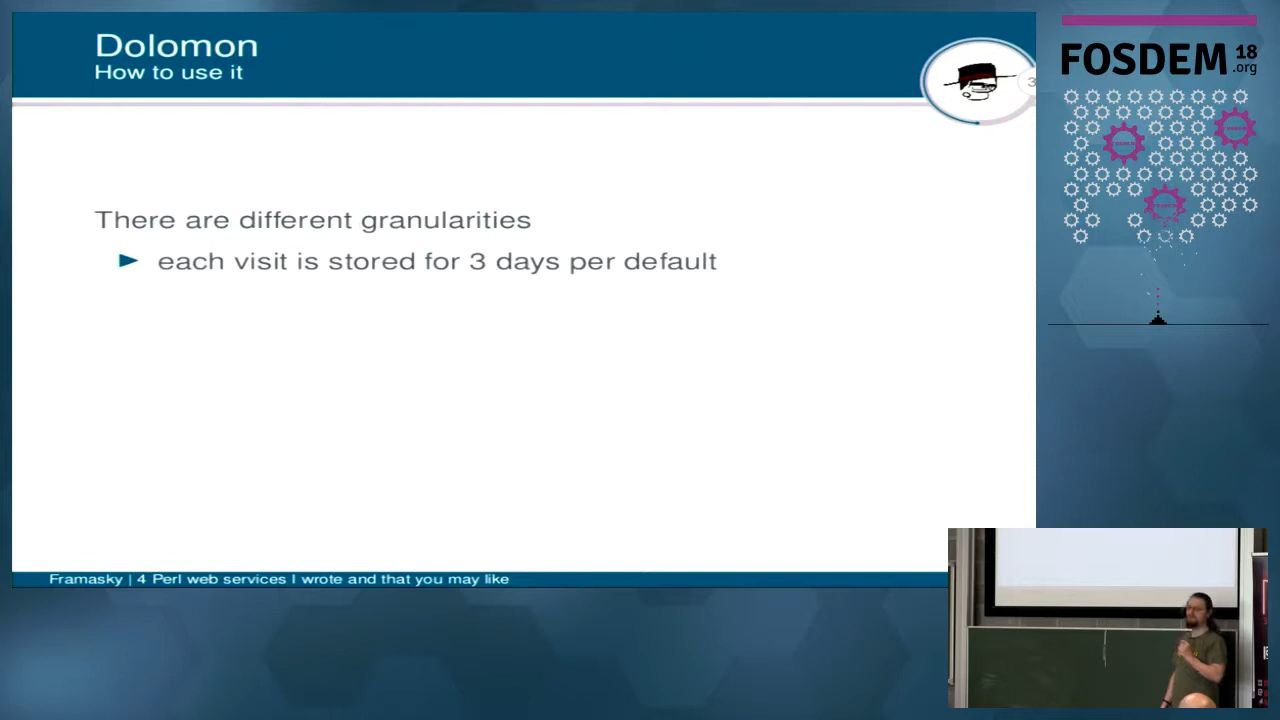 Dolomon
How to use it
3
There are different granularities
each visit is stored for 3 days per default
Framasky | 4 Perl web services I wrote and that you may like
FOSDEM 18
.org